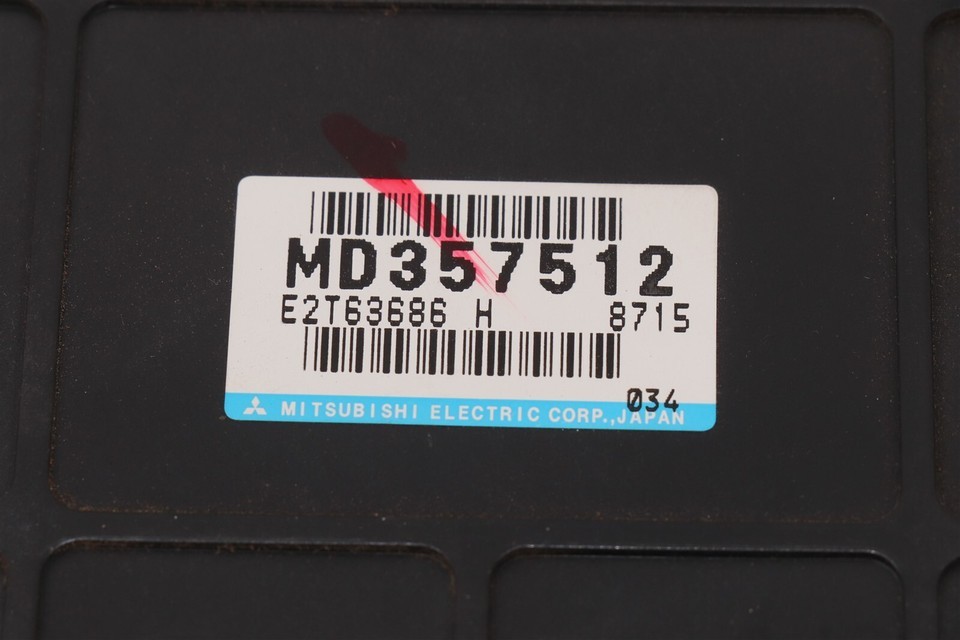 MD357512
E2T63686 H 8715
034
MITSUBISHI ELECTRIC CORP.,JAPAN